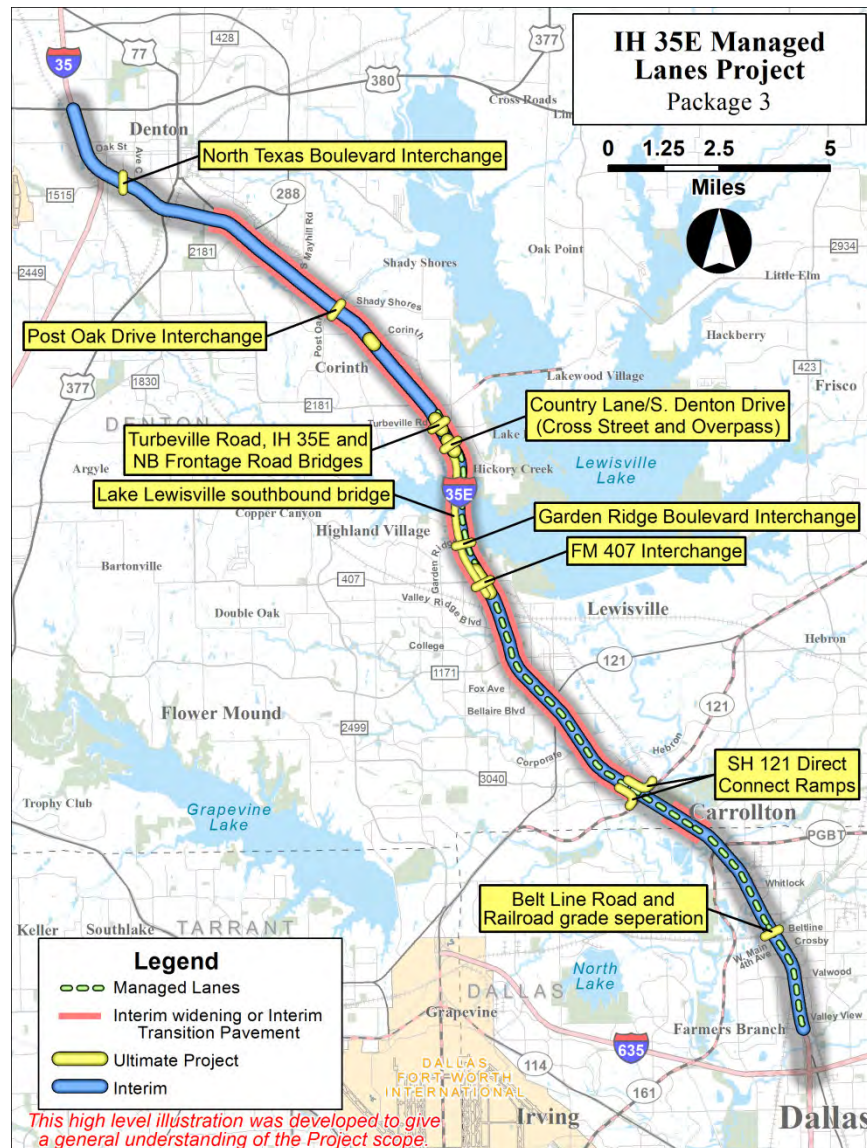 IH 35E Managed
Lanes Project
Package 3
0 1.25 2.5 5
Miles
35
77
428
377
380
Cross Roads
Denton
Oak St
Ave C
North Texas Boulevard Interchange
1515
288
2181
S Mayhill Rd
Oak Point
2934
2449
Shady Shores
Little Elm
Shady Shores
Post Oak Drive Interchange
Corinth
Hackberry
Corinth
423
377
1830
Lakewood Village
Frisco
2181
DENTON
Turbeville Rd
Country Lane/S. Denton Drive
(Cross Street and Overpass)
Turbeville Road, IH 35E and
NB Frontage Road Bridges
Argyle
Hickory Creek
Lewisville
Lake
Lake Lewisville southbound bridge
35E
Copper Canyon
Highland Village
Garden Ridge Boulevard Interchange
Bartonville
FM 407 Interchange
407
Garden Ridge
Valley Ridge Blvd
Double Oak
Lewisville
College
Hebron
121
1171
Fox Ave
121
Flower Mound
Bellaire Blvd
2499
Hebron
Corporate
SH 121 Direct
Connect Ramps
3040
Trophy Club
Grapevine
Lake
Carrollton
PGBT
Whitlock
Belt Line Road and
Railroad grade seperation
Beltline
Crosby
Keller
Southlake
TARRANT
W. Main
4th Ave
Valwood
North
Lake
DALLAS
Valley View
Grapevine
Farmers Branch
635
DALLAS
FORT WORTH
INTERNATIONAL
114
161
Irving
Dallas
Legend
Managed Lanes
Interim widening or Interim
Transition Pavement
Ultimate Project
Interim
This high level illustration was developed to give
a general understanding of the Project scope.